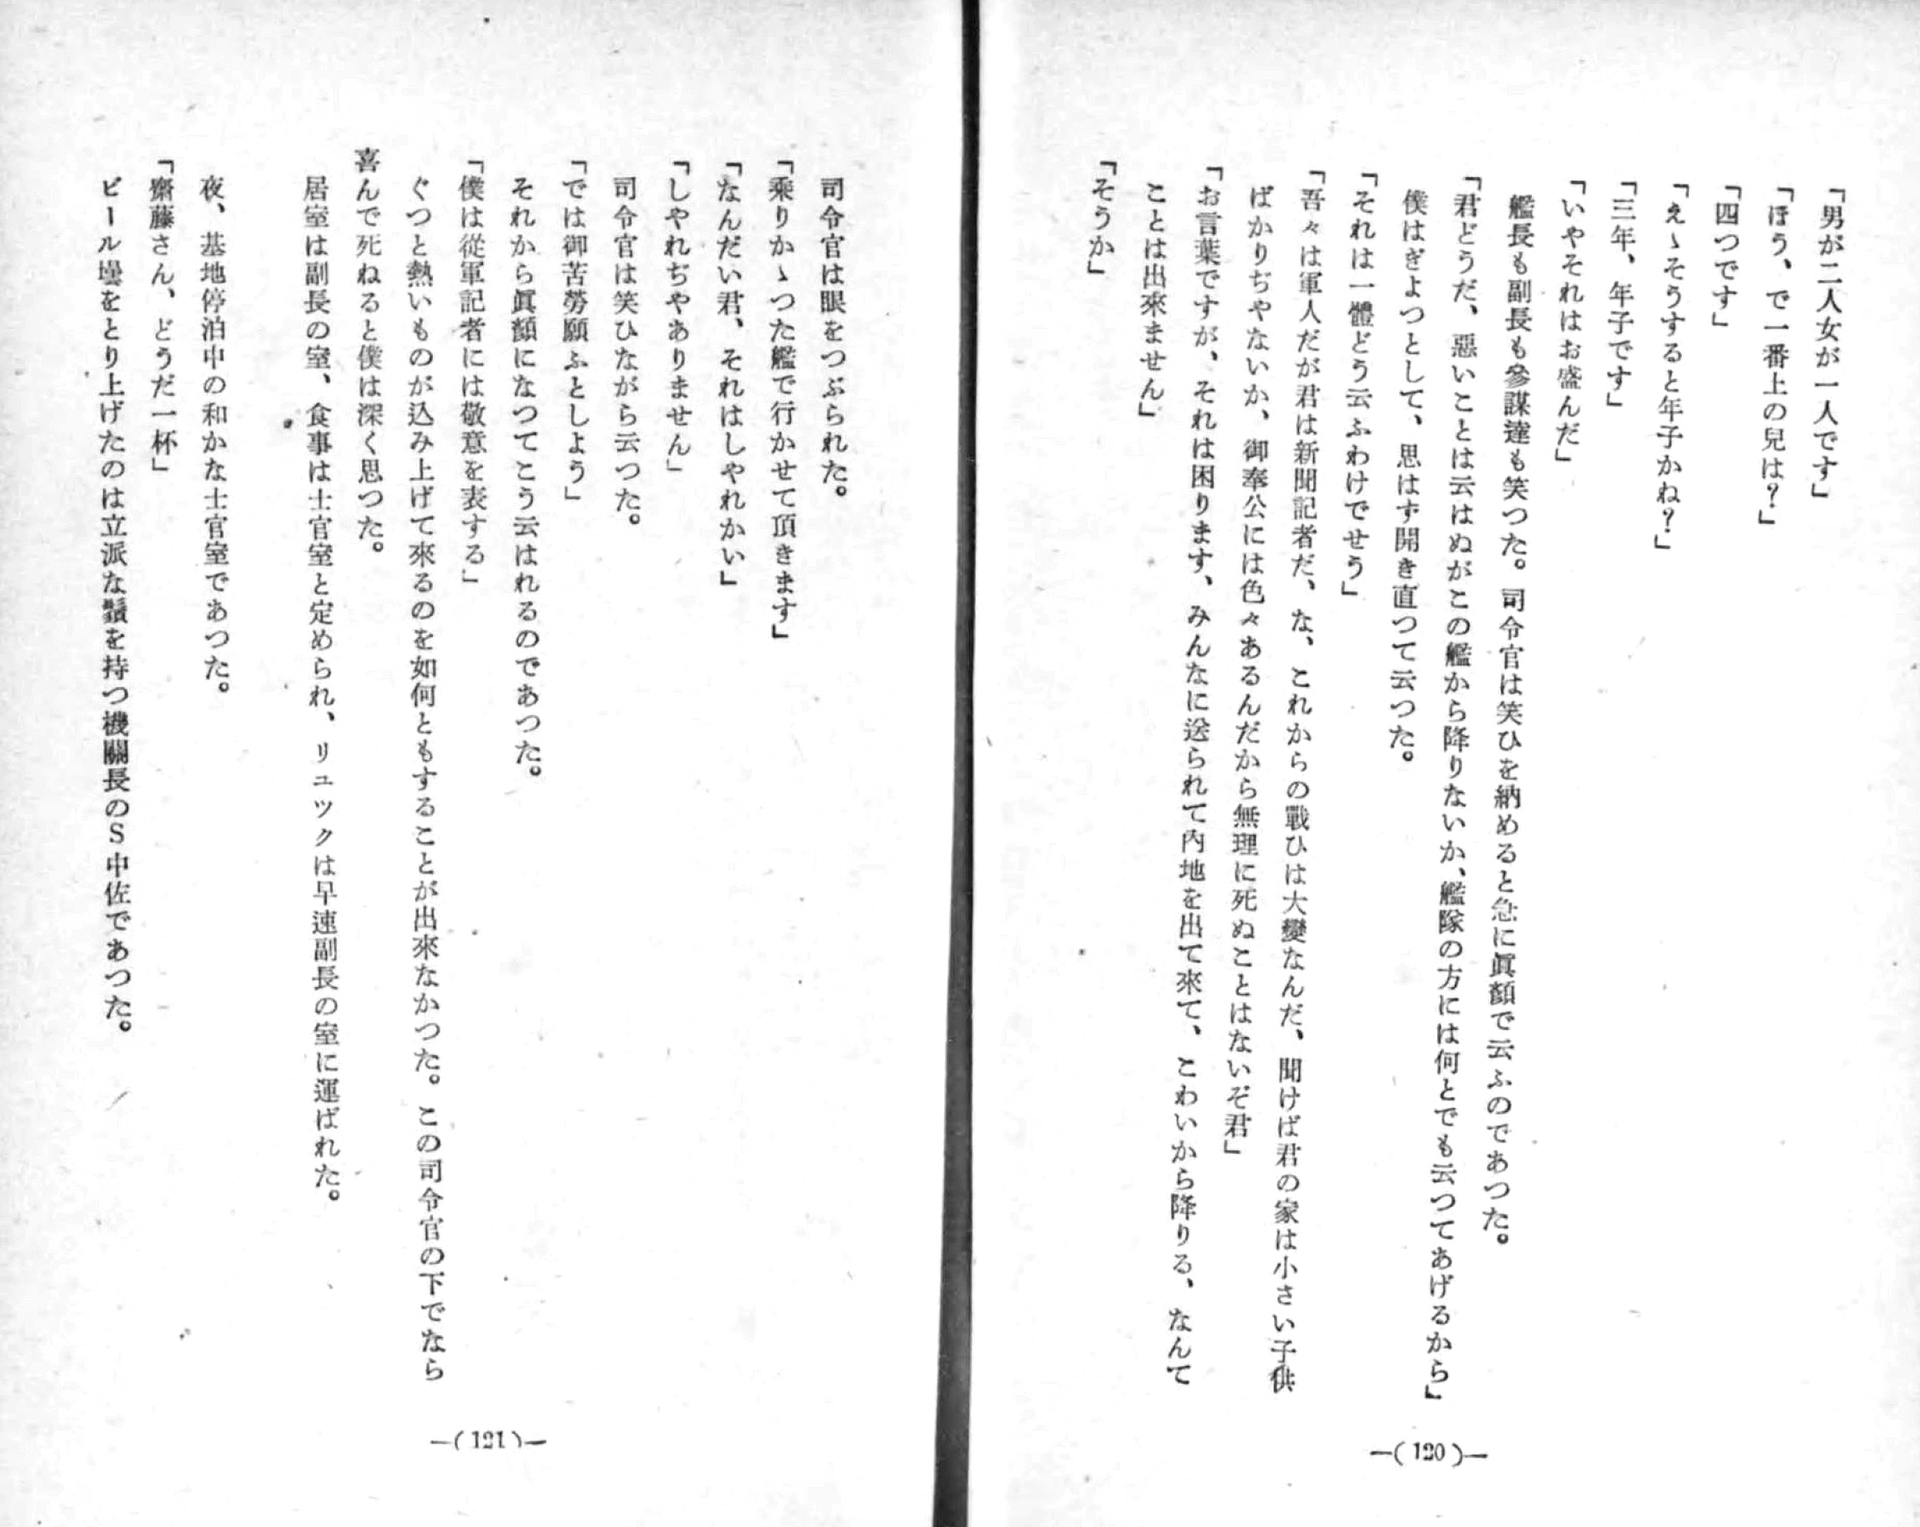 「男が二人女が一人です」
「ほう、で一番上の兒は?」
「四つです」
「えゝそうすると年子かね?」
「三年、年子です」
「いやそれはお盛んだ」
艦長も副長も參謀達も笑つた。司令官は笑ひを納めると急に眞顏で云ふのであつた。
「君どうだ、惡いことは云はぬがこの艦から降りないか、艦隊の方には何とでも云つてあげるから」
僕はぎよつとして、思はず開き直つて云つた。
「それは一體どう云ふわけでせう」
「吾々は軍人だが君は新聞記者だ、な、これからの戰ひは大變なんだ、聞けば君の家は小さい子供
ばかりぢやないか、御奉公には色々あるんだから無理に死ぬことはないぞ君」
「お言葉ですが、それは困ります、みんなに送られて內地を出て來て、こわいから降りる、なんて
ことは出來ません」
「そうか」
—(120)—
司令官は眼をつぶられた。
「乘りかゝつた艦で行かせて頂きます」
「なんだい君、それはしやれかい」
「しやれぢやありません」
司令官は笑ひながら云つた。
「では御苦勞願ふとしよう」
それから眞顏になつてこう云はれるのであつた。
「僕は從軍記者には敬意を表する」
ぐつと熱いものが込み上げて來るのを如何ともすることが出來なかつた。この司令官の下でなら
喜んで死ねると僕は深く思つた。
居室は副長の室、食事は士官室と定められ、リュックは早速副長の室に運ばれた。
夜、基地停泊中の和かな士官室であつた。
「齋藤さん、どうだ一杯」
ビール壜をとり上げたのは立派な鬚を持つ機關長のS中佐であつた。
—(121)—